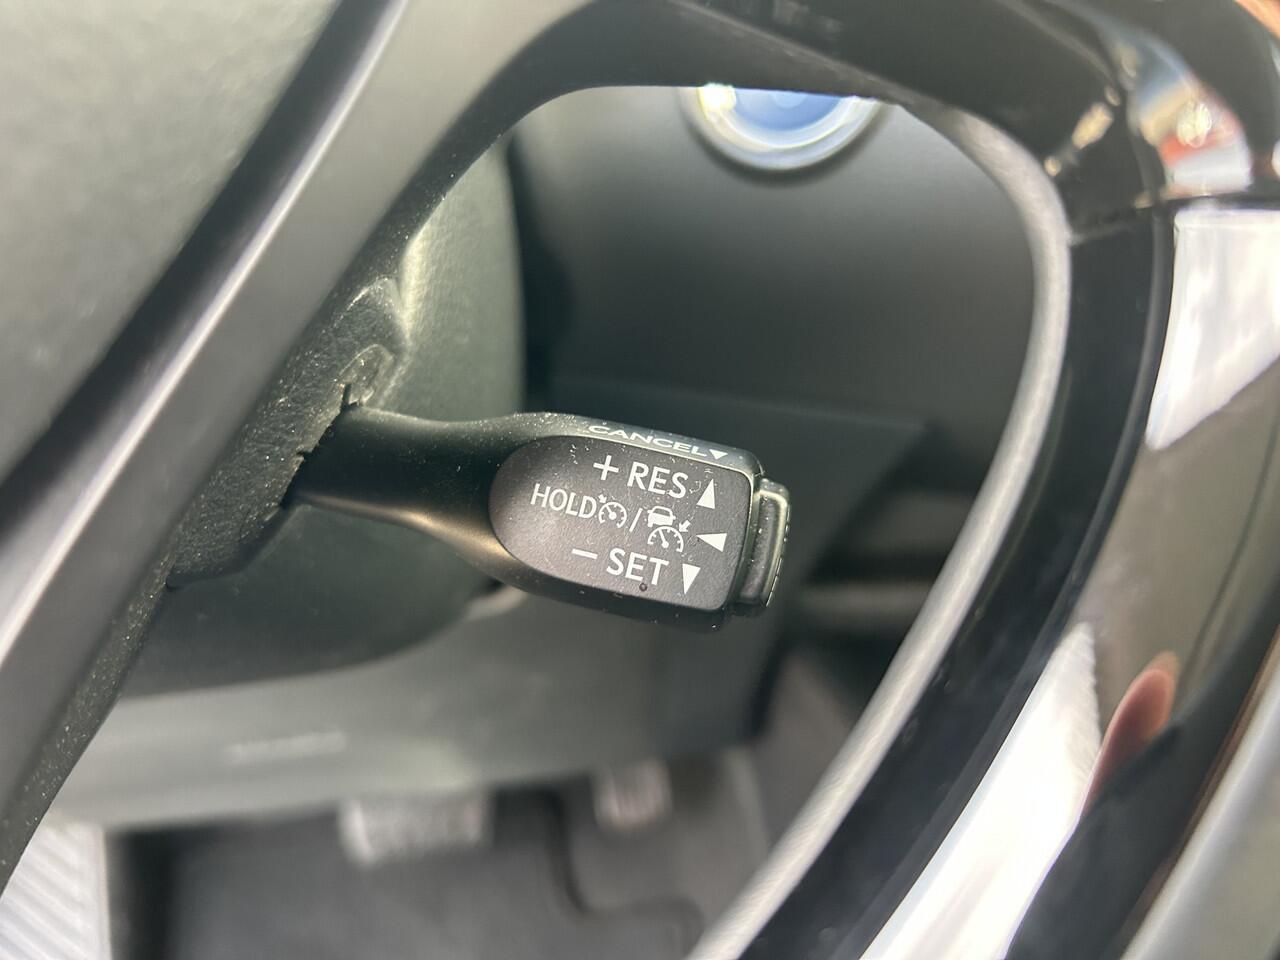 CANCEL▼
+ RES ▲
HOLD / ◀
− SET ▼